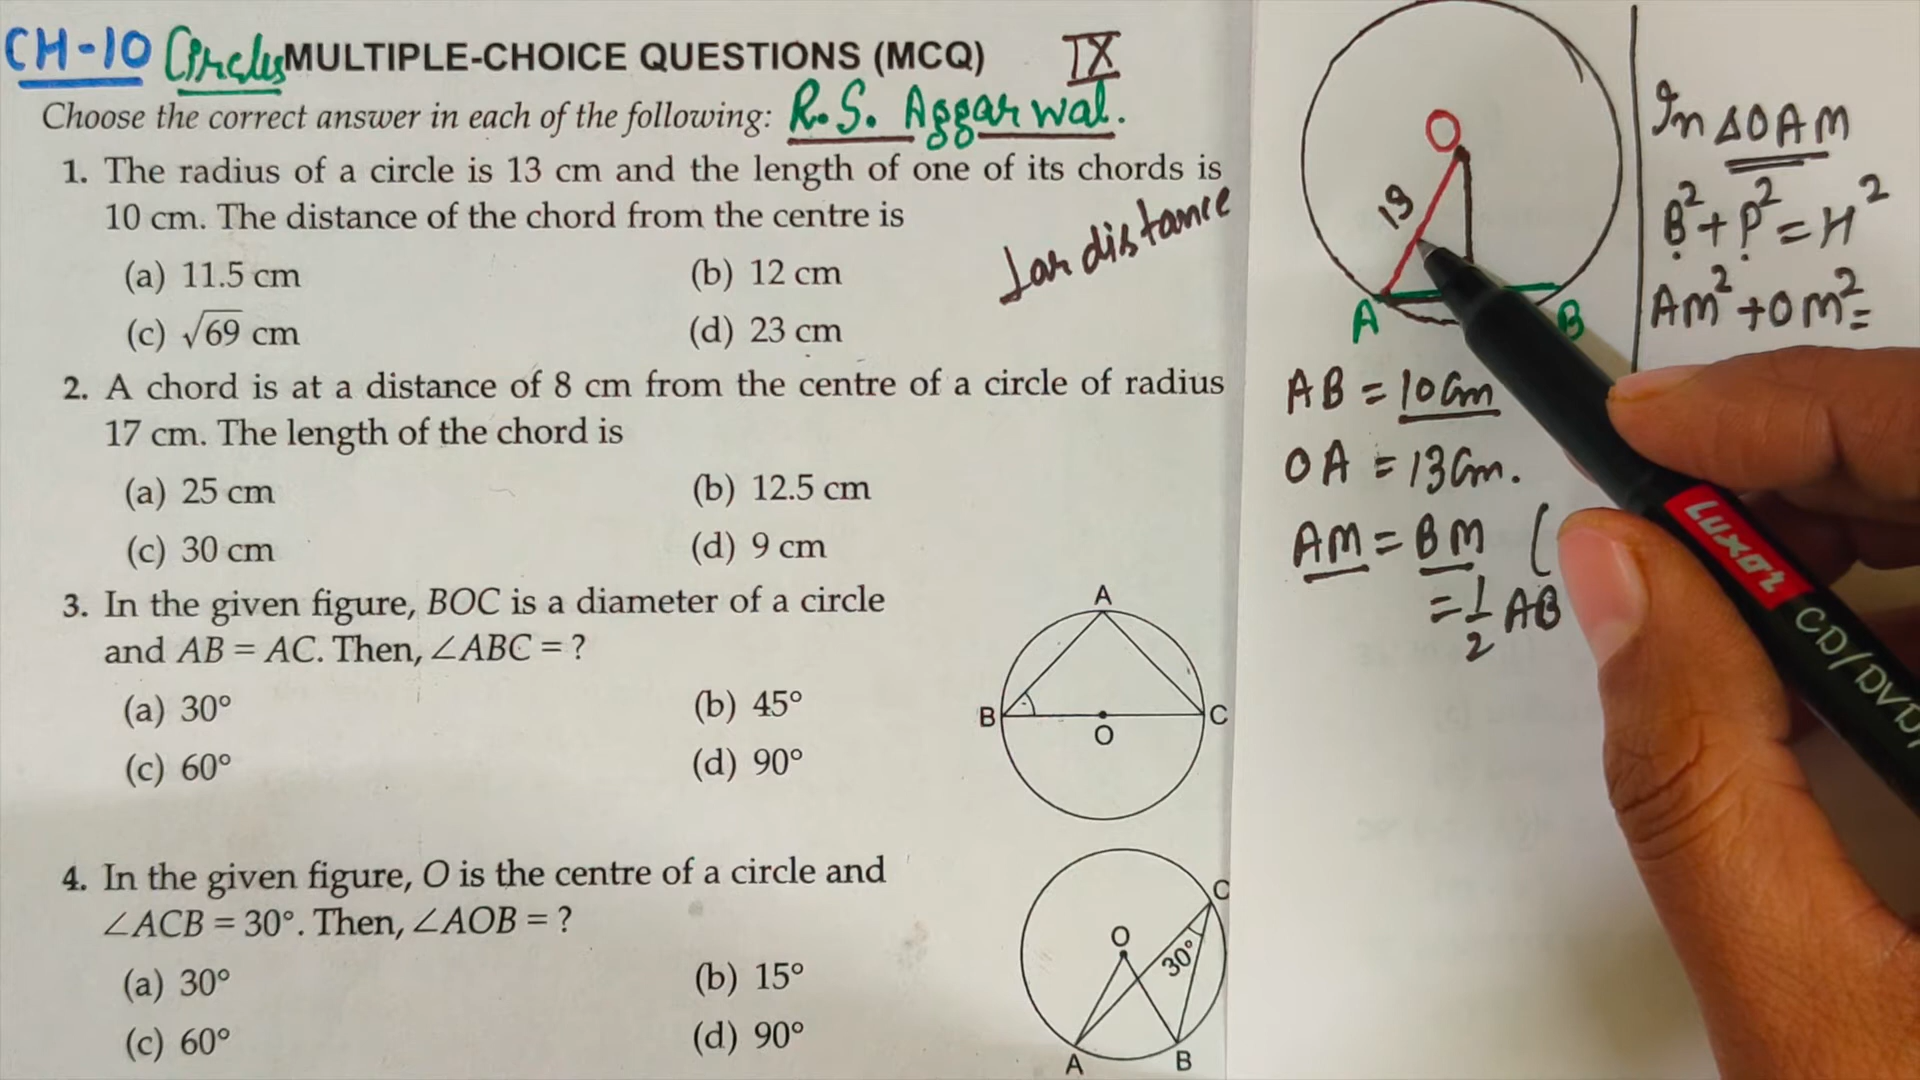 CH-10 Circles MULTIPLE-CHOICE QUESTIONS (MCQ) IX
Choose the correct answer in each of the following: R.S. Aggarwal.
1. The radius of a circle is 13 cm and the length of one of its chords is
10 cm. The distance of the chord from the centre is
(a) 11.5 cm (b) 12 cm
(c) √69 cm (d) 23 cm
distance
2. A chord is at a distance of 8 cm from the centre of a circle of radius
17 cm. The length of the chord is
(a) 25 cm (b) 12.5 cm
(c) 30 cm (d) 9 cm
3. In the given figure, BOC is a diameter of a circle
and AB = AC. Then, ∠ABC = ?
(a) 30° (b) 45°
(c) 60° (d) 90°
A
B
C
O
4. In the given figure, O is the centre of a circle and
∠ACB = 30°. Then, ∠AOB = ?
(a) 30° (b) 15°
(c) 60° (d) 90°
C
O
30°
A
B
O
A
B
AB = 10 cm
OA = 13 cm.
AM = BM (
= 1/2 AB
In ΔOAM
B² + P² = H²
AM² + OM² =
Luxor
CD/DVD